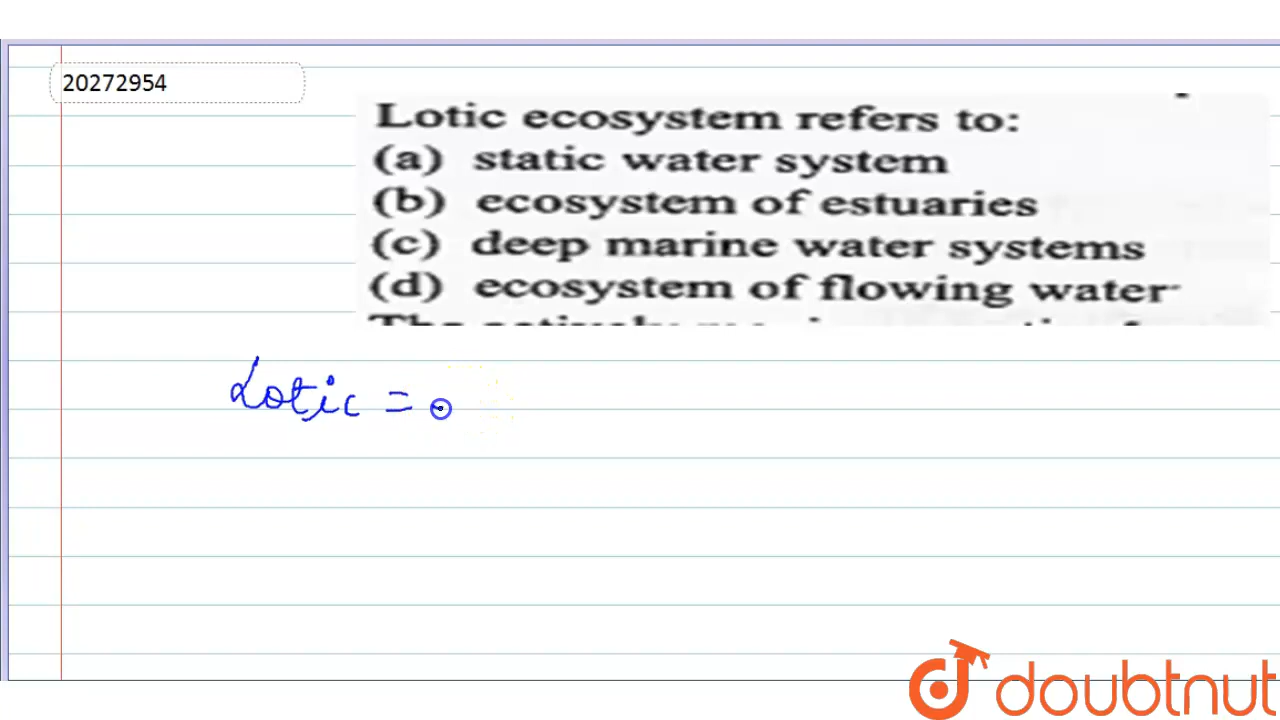 20272954
Lotic ecosystem refers to:
(a) static water system
(b) ecosystem of estuaries
(c) deep marine water systems
(d) ecosystem of flowing water
Lotic =
doubtnut